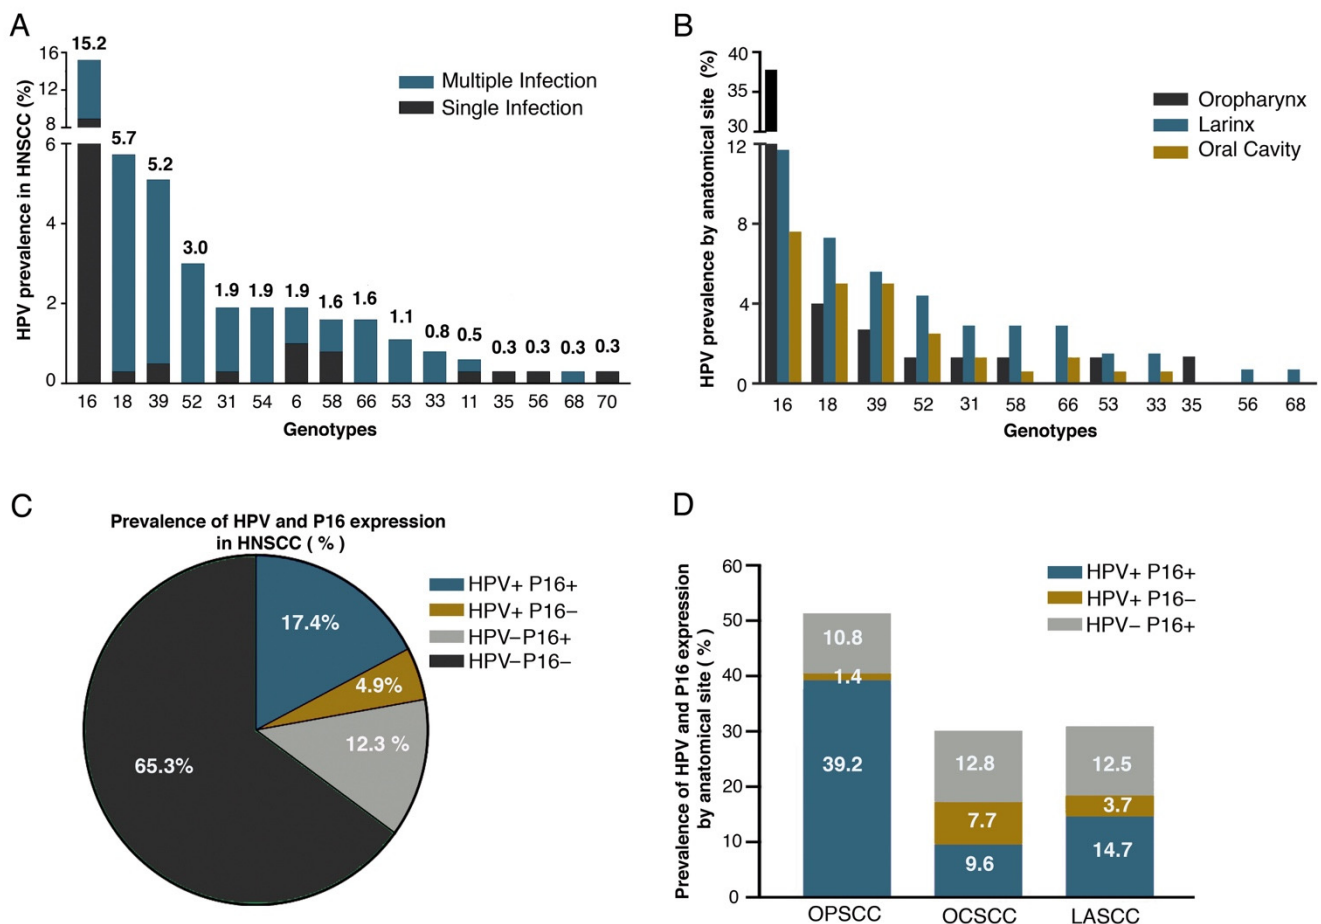 A
HPV prevalence in HNSCC (%)
16
12
8
6
4
2
0
15.2
5.7
5.2
3.0
1.9
1.9
1.9
1.6
1.6
1.1
0.8
0.5
0.3
0.3
0.3
0.3
Multiple Infection
Single Infection
16 18 39 52 31 54 6 58 66 53 33 11 35 56 68 70
Genotypes
B
HPV prevalence by anatomical site (%)
40
35
30
12
8
4
0
Oropharynx
Larinx
Oral Cavity
16 18 39 52 31 58 66 53 33 35 56 68
Genotypes
C
Prevalence of HPV and P16 expression
in HNSCC ( % )
17.4%
4.9%
12.3 %
65.3%
HPV+ P16+
HPV+ P16–
HPV– P16+
HPV– P16–
D
Prevalence of HPV and P16 expression
by anatomical site ( % )
60
50
40
30
20
10
0
HPV+ P16+
HPV+ P16–
HPV– P16+
10.8
1.4
39.2
12.8
7.7
9.6
12.5
3.7
14.7
OPSCC OCSCC LASCC